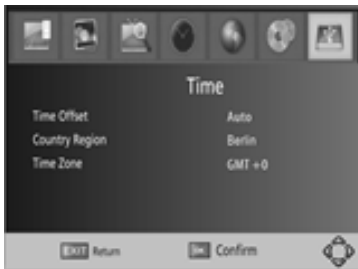 Time
Time Offset Auto
Country Region Berlin
Time Zone GMT +0
EXIT Return OK Confirm